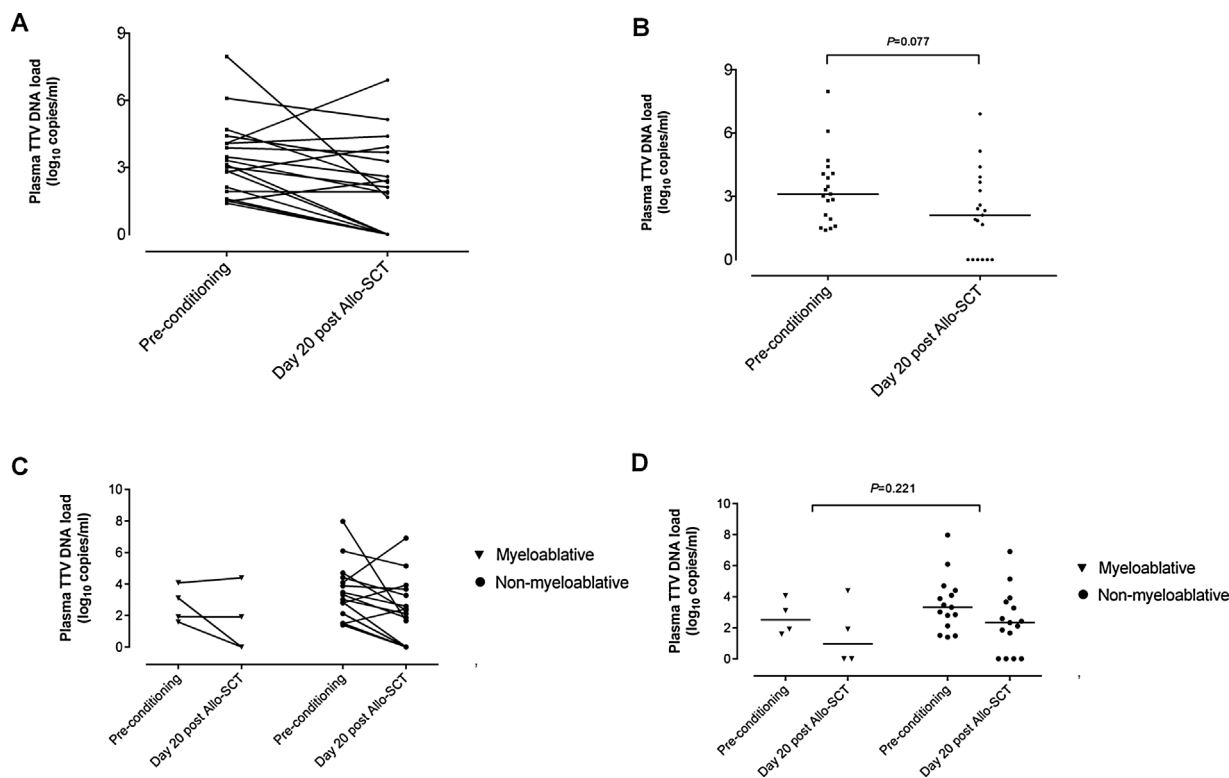 A
Plasma TTV DNA load
(log10 copies/ml)
9
6
3
0
Pre-conditioning
Day 20 post Allo-SCT
B
P=0.077
Plasma TTV DNA load
(log10 copies/ml)
9
6
3
0
Pre-conditioning
Day 20 post Allo-SCT
C
Plasma TTV DNA load
(log10 copies/ml)
10
8
6
4
2
0
Pre-conditioning
Day 20 post Allo-SCT
Pre-conditioning
Day 20 post Allo-SCT
Myeloablative
Non-myeloablative
,
D
P=0.221
Plasma TTV DNA load
(log10 copies/ml)
10
8
6
4
2
0
Pre-conditioning
Day 20 post Allo-SCT
Pre-conditioning
Day 20 post Allo-SCT
Myeloablative
Non-myeloablative
,